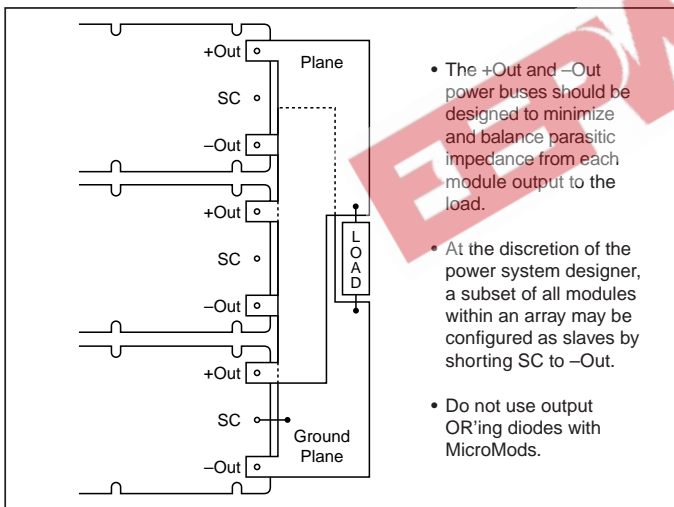 +Out
Plane
SC
–Out
+Out
SC
–Out
+Out
SC
Ground
Plane
–Out
LOAD
• The +Out and –Out
power buses should be
designed to minimize
and balance parasitic
impedance from each
module output to the
load.
• At the discretion of the
power system designer,
a subset of all modules
within an array may be
configured as slaves by
shorting SC to –Out.
• Do not use output
OR'ing diodes with
MicroMods.